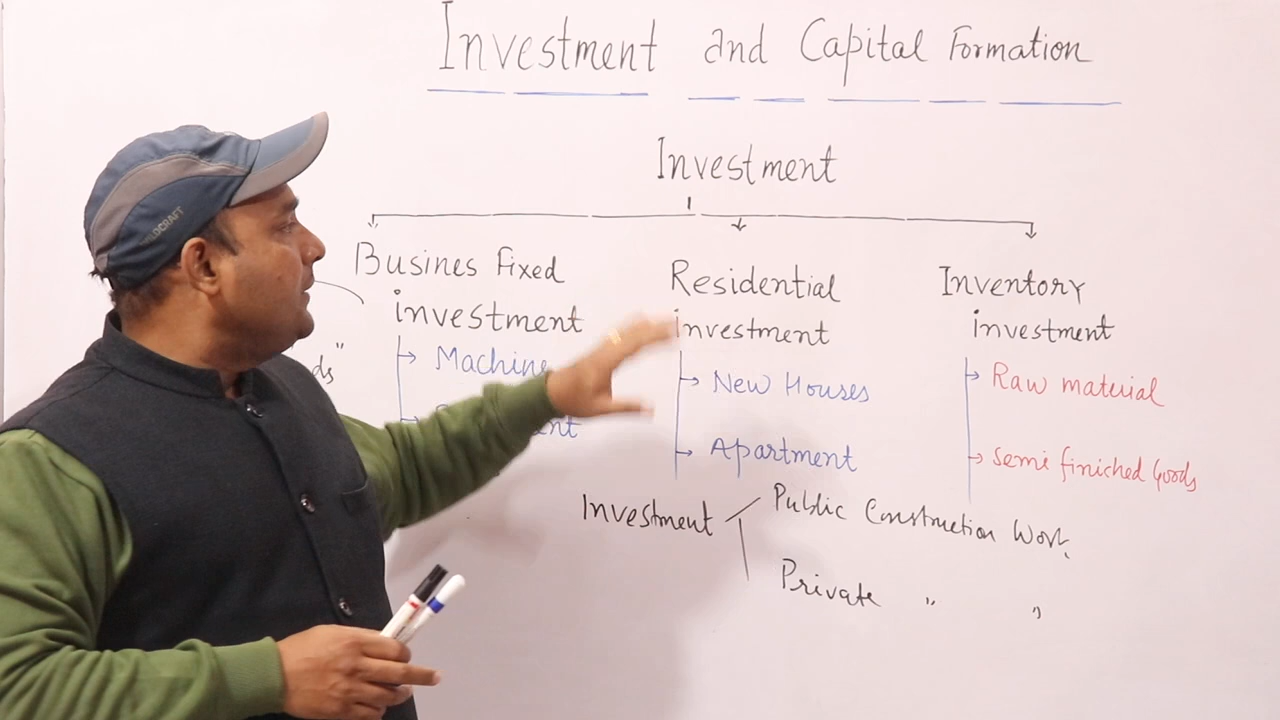 Investment and Capital Formation
Investment
Busines fixed
investment
Machine
Residential
investment
New Houses
Apartment
Inventory
investment
Raw material
Semi finished Goods
Investment
Public Construction Work
Private " "